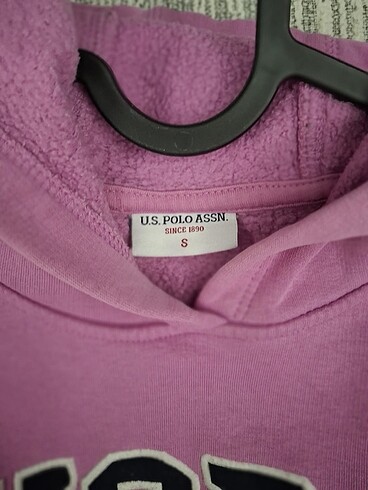 U.S. POLO ASSN.
SINCE 1890
S